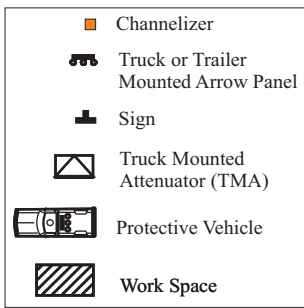 Channelizer
Truck or Trailer
Mounted Arrow Panel
Sign
Truck Mounted
Attenuator (TMA)
Protective Vehicle
Work Space